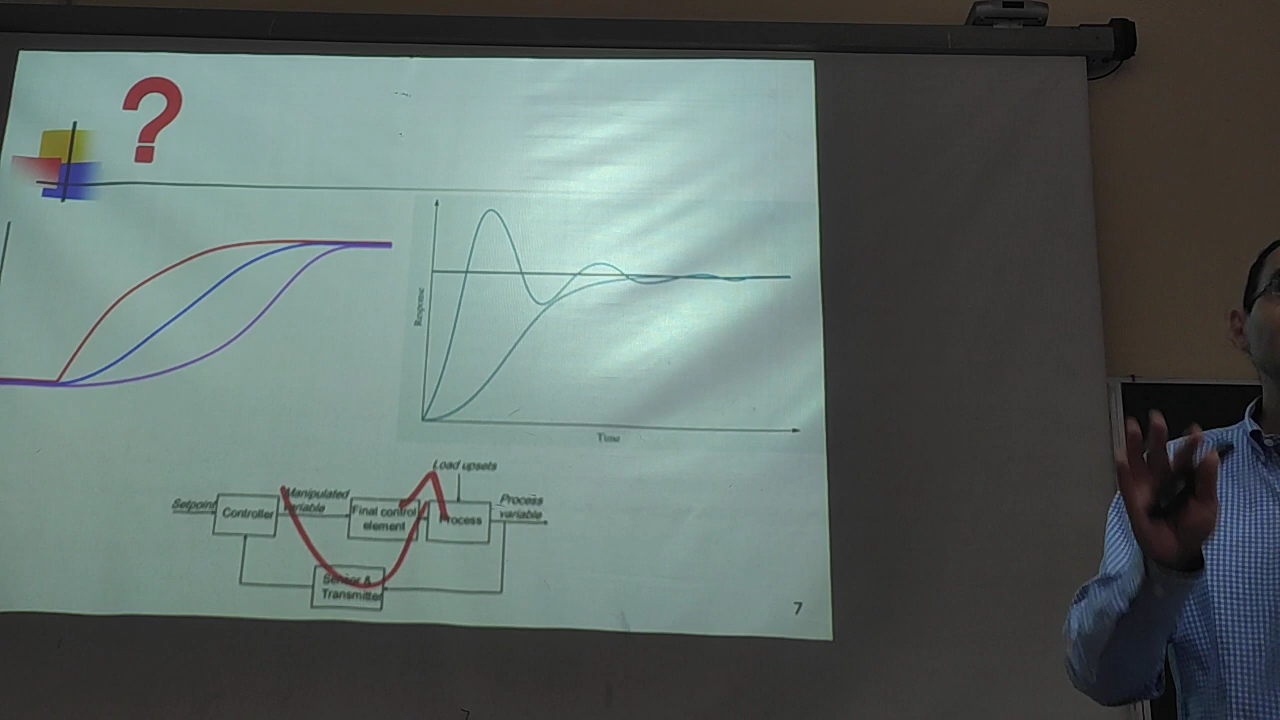 ?
Response
Time
Load upsets
Setpoint
Controller
Manipulated
variable
Final control
element
Process
Process
variable
Sensor &
Transmitter
7